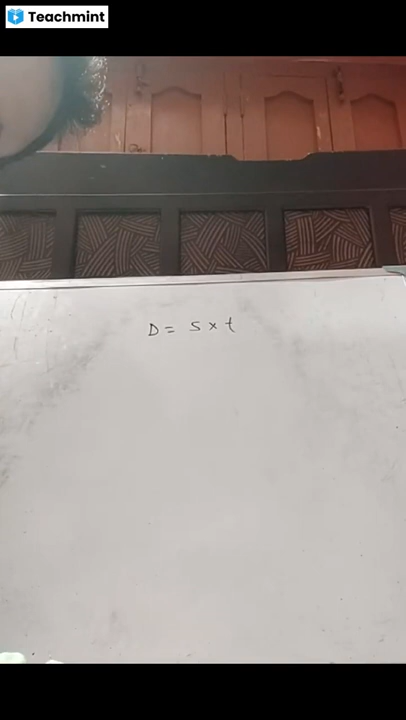 Teachmint
D = S × t